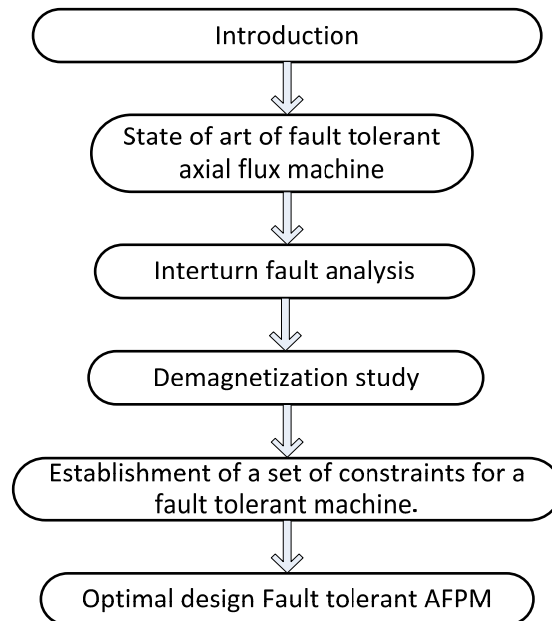 Introduction
State of art of fault tolerant
axial flux machine
Interturn fault analysis
Demagnetization study
Establishment of a set of constraints for a
fault tolerant machine.
Optimal design Fault tolerant AFPM